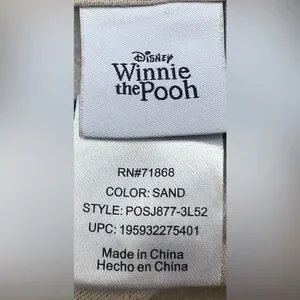 Disney
Winnie
the Pooh
RN#71868
COLOR: SAND
STYLE: POSJ877-3L52
UPC: 195932275401
Made in China
Hecho en China